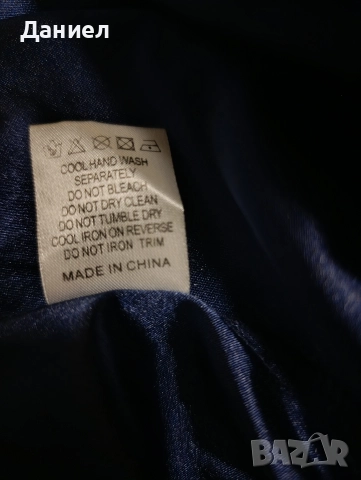 Даниел
COOL HAND WASH
SEPARATELY
DO NOT BLEACH
DO NOT DRY CLEAN
DO NOT TUMBLE DRY
COOL IRON ON REVERSE
DO NOT IRON TRIM
MADE IN CHINA
BAZAR